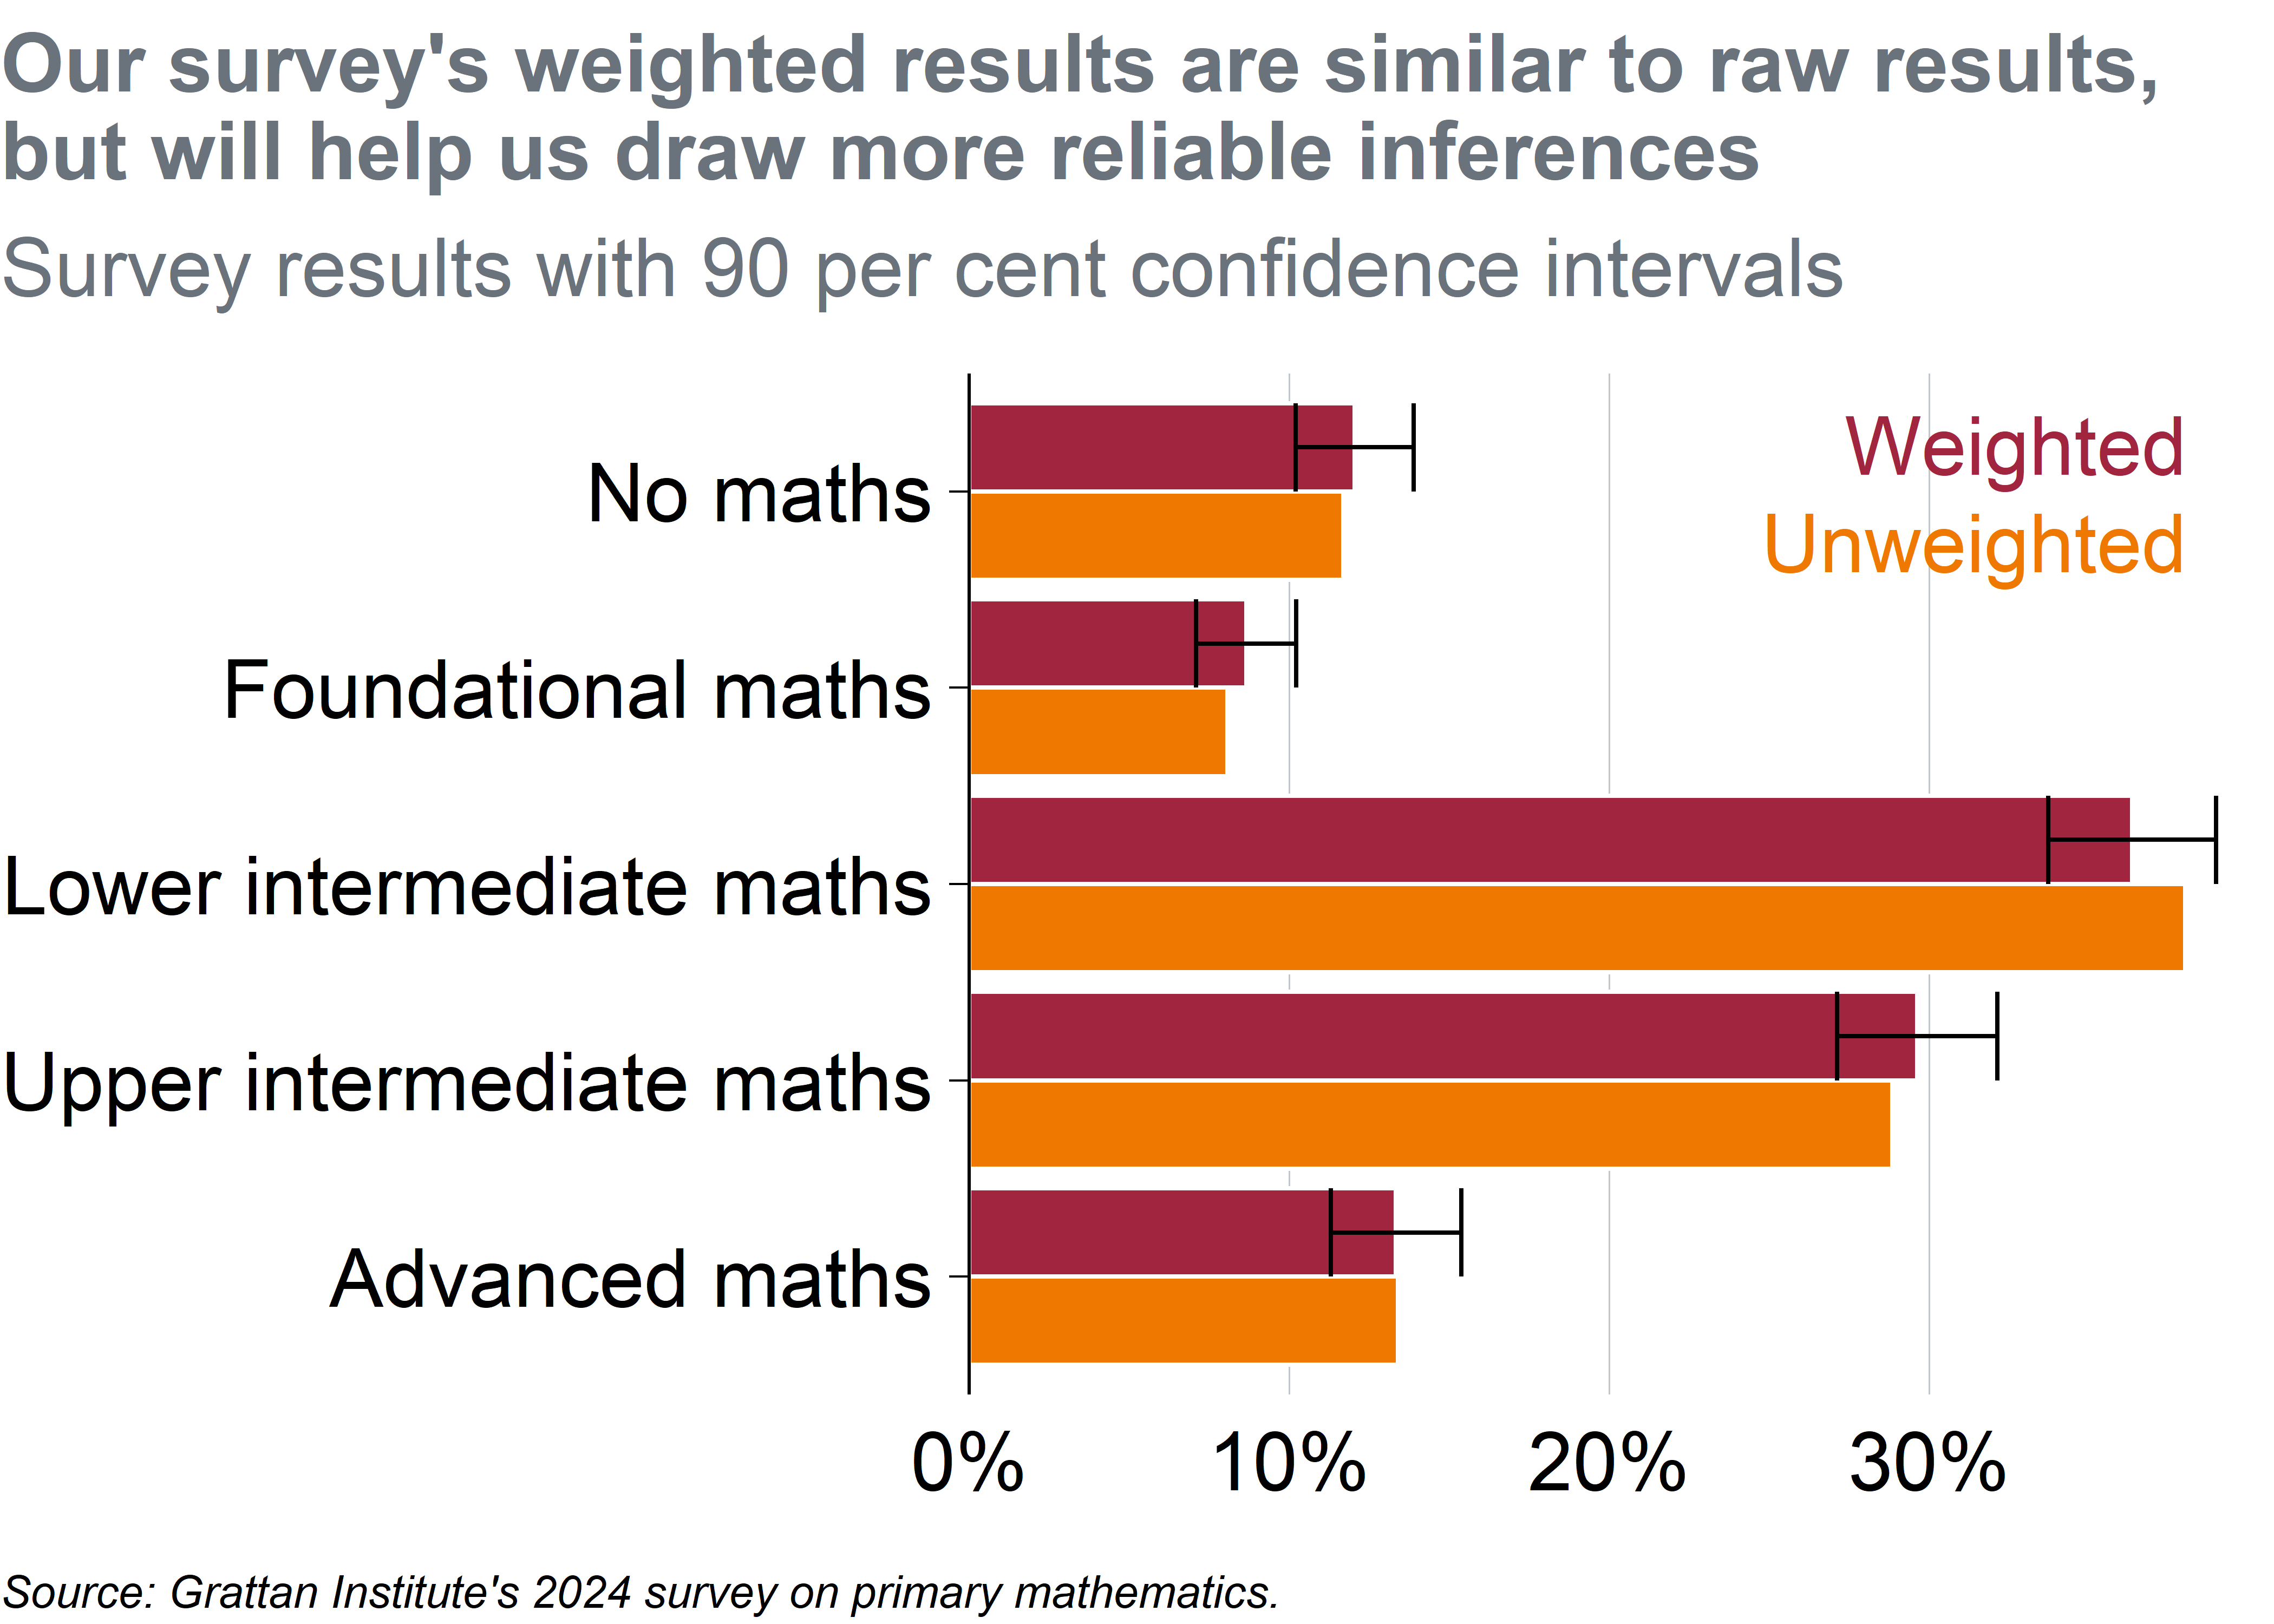 Our survey's weighted results are similar to raw results,
but will help us draw more reliable inferences
Survey results with 90 per cent confidence intervals
Weighted
Unweighted
No maths
Foundational maths
Lower intermediate maths
Upper intermediate maths
Advanced maths
0% 10% 20% 30%
Source: Grattan Institute's 2024 survey on primary mathematics.